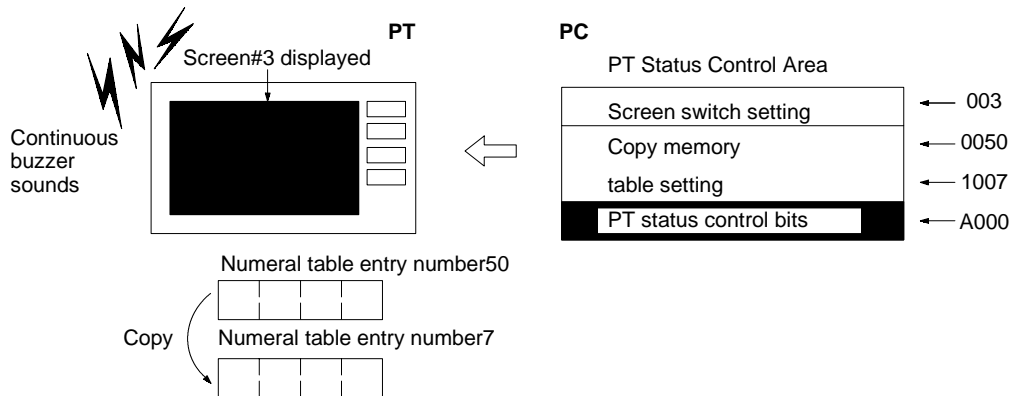 PT
Screen#3 displayed
Continuous
buzzer
sounds
PC
PT Status Control Area
Screen switch setting
003
Copy memory
0050
table setting
1007
PT status control bits
A000
Numeral table entry number50
Copy
Numeral table entry number7